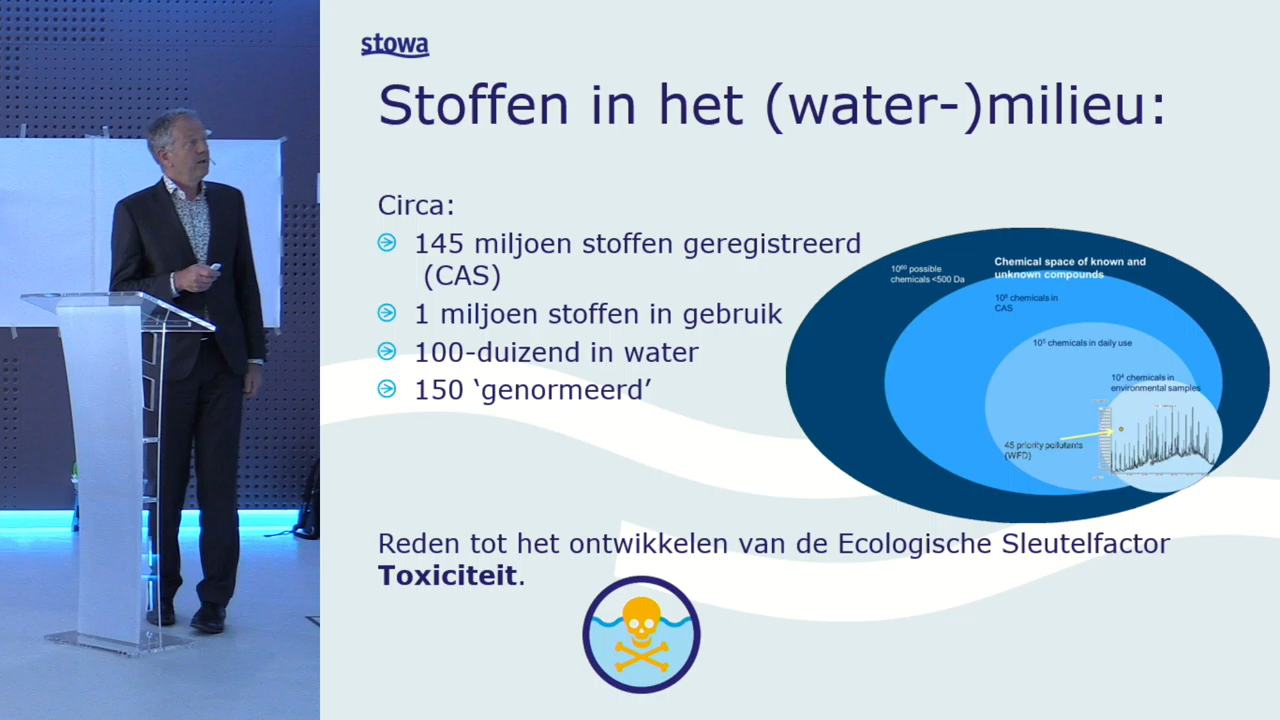 stowa
Stoffen in het (water-)milieu:
Circa:
145 miljoen stoffen geregistreerd
(CAS)
1 miljoen stoffen in gebruik
100-duizend in water
150 ‘genormeerd’
Chemical space of known and
unknown compounds
10⁶⁰ possible
chemicals <500 Da
10⁸ chemicals in
CAS
10⁵ chemicals in daily use
10⁴ chemicals in
environmental samples
45 priority pollutants
(WFD)
Reden tot het ontwikkelen van de Ecologische Sleutelfactor
Toxiciteit.